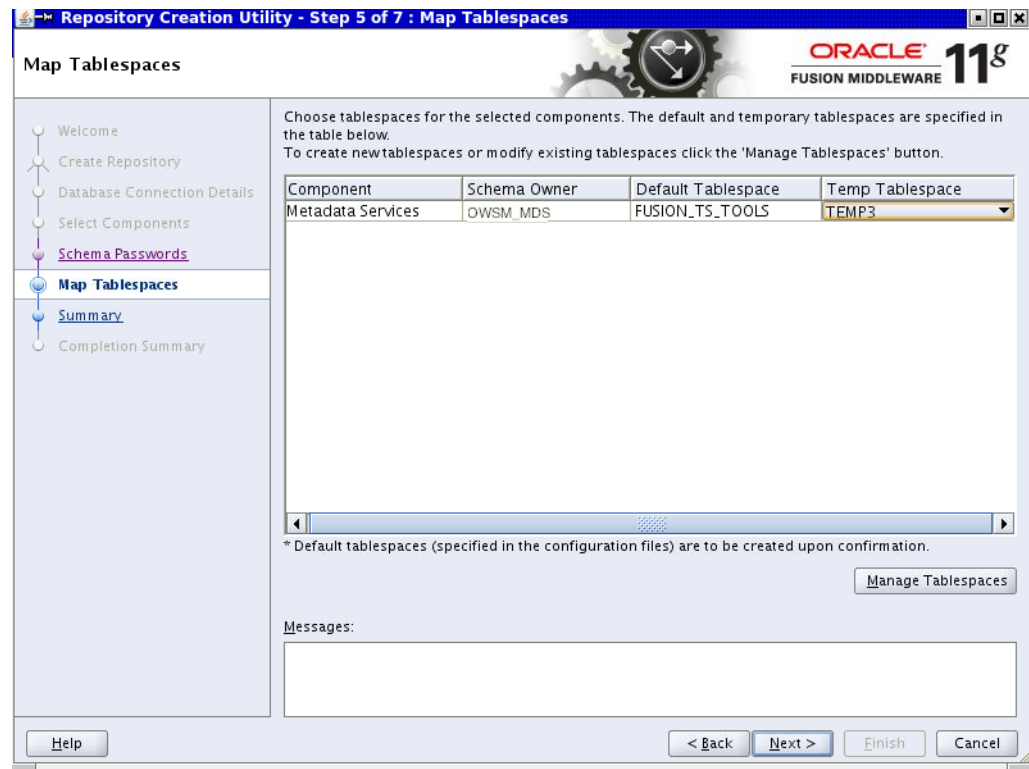 Repository Creation Utility - Step 5 of 7 : Map Tablespaces
Map Tablespaces
ORACLE
FUSION MIDDLEWARE
11g
Welcome
Create Repository
Database Connection Details
Select Components
Schema Passwords
Map Tablespaces
Summary
Completion Summary
Choose tablespaces for the selected components. The default and temporary tablespaces are specified in
the table below.
To create new tablespaces or modify existing tablespaces click the 'Manage Tablespaces' button.
Component Schema Owner Default Tablespace Temp Tablespace
Metadata Services OWSM_MDS FUSION_TS_TOOLS TEMP3
* Default tablespaces (specified in the configuration files) are to be created upon confirmation.
Manage Tablespaces
Messages:
Help < Back Next > Finish Cancel